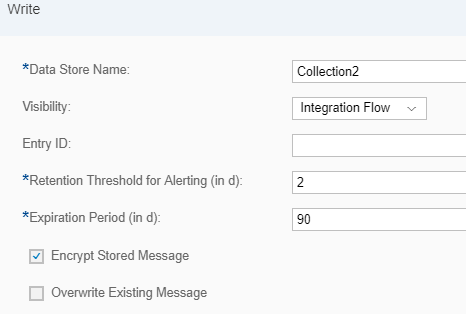 Write
*Data Store Name: Collection2
Visibility: Integration Flow
Entry ID:
*Retention Threshold for Alerting (in d): 2
*Expiration Period (in d): 90
Encrypt Stored Message
Overwrite Existing Message